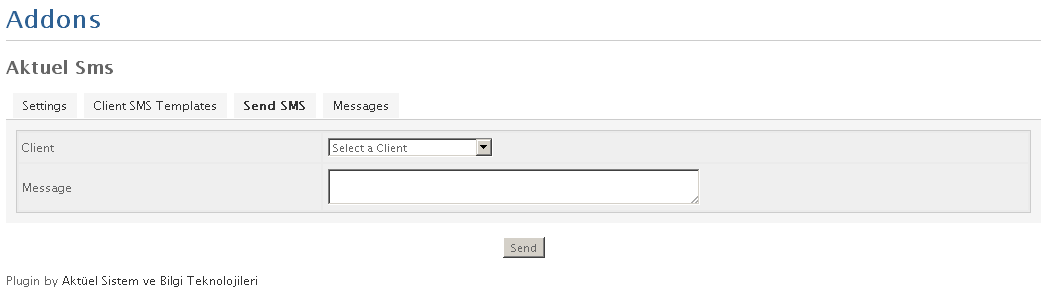 Addons
Aktuel Sms
Settings Client SMS Templates Send SMS Messages
Client Select a Client
Message
Send
Plugin by Aktüel Sistem ve Bilgi Teknolojileri